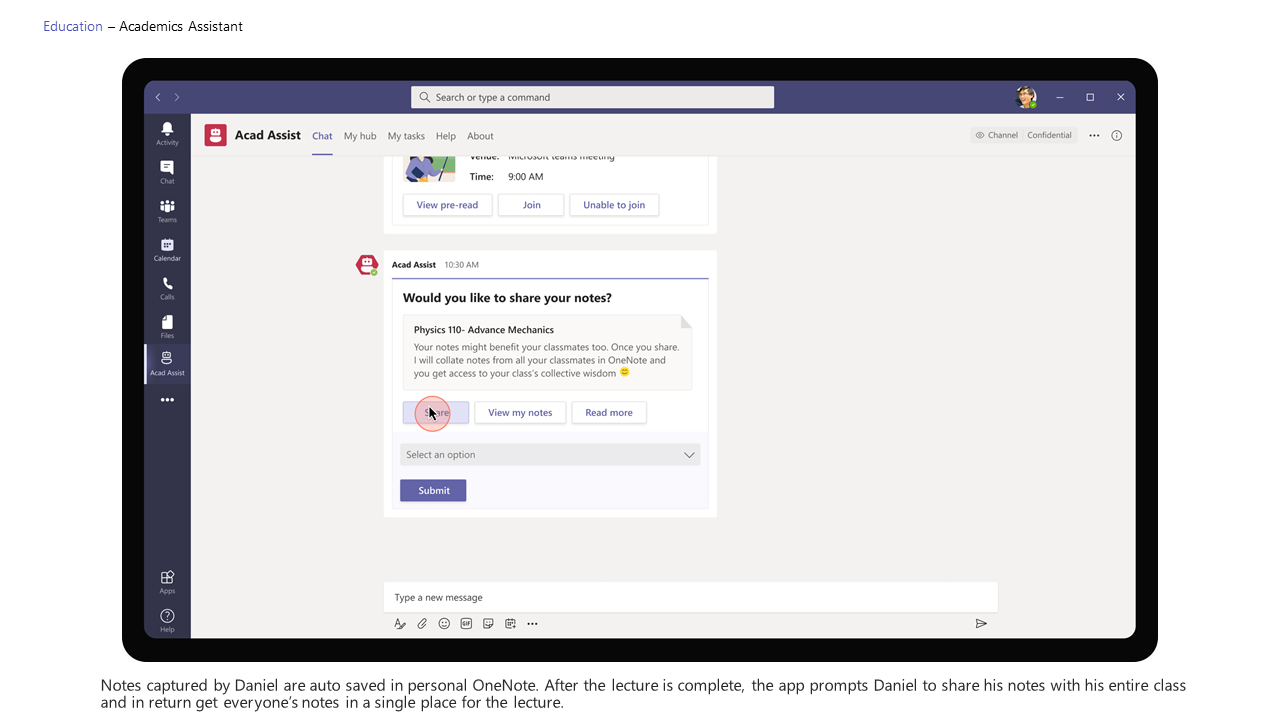 Education – Academics Assistant
Search or type a command
Activity
Chat
Teams
Calendar
Calls
Files
Acad Assist
Apps
Help
Acad Assist Chat My hub My tasks Help About Channel Confidential
Venue: Microsoft teams meeting
Time: 9:00 AM
View pre-read Join Unable to join
Acad Assist 10:30 AM
Would you like to share your notes?
Physics 110- Advance Mechanics
Your notes might benefit your classmates too. Once you share.
I will collate notes from all your classmates in OneNote and
you get access to your class's collective wisdom
Share View my notes Read more
Select an option
Submit
Type a new message
GIF
Notes captured by Daniel are auto saved in personal OneNote. After the lecture is complete, the app prompts Daniel to share his notes with his entire class
and in return get everyone's notes in a single place for the lecture.